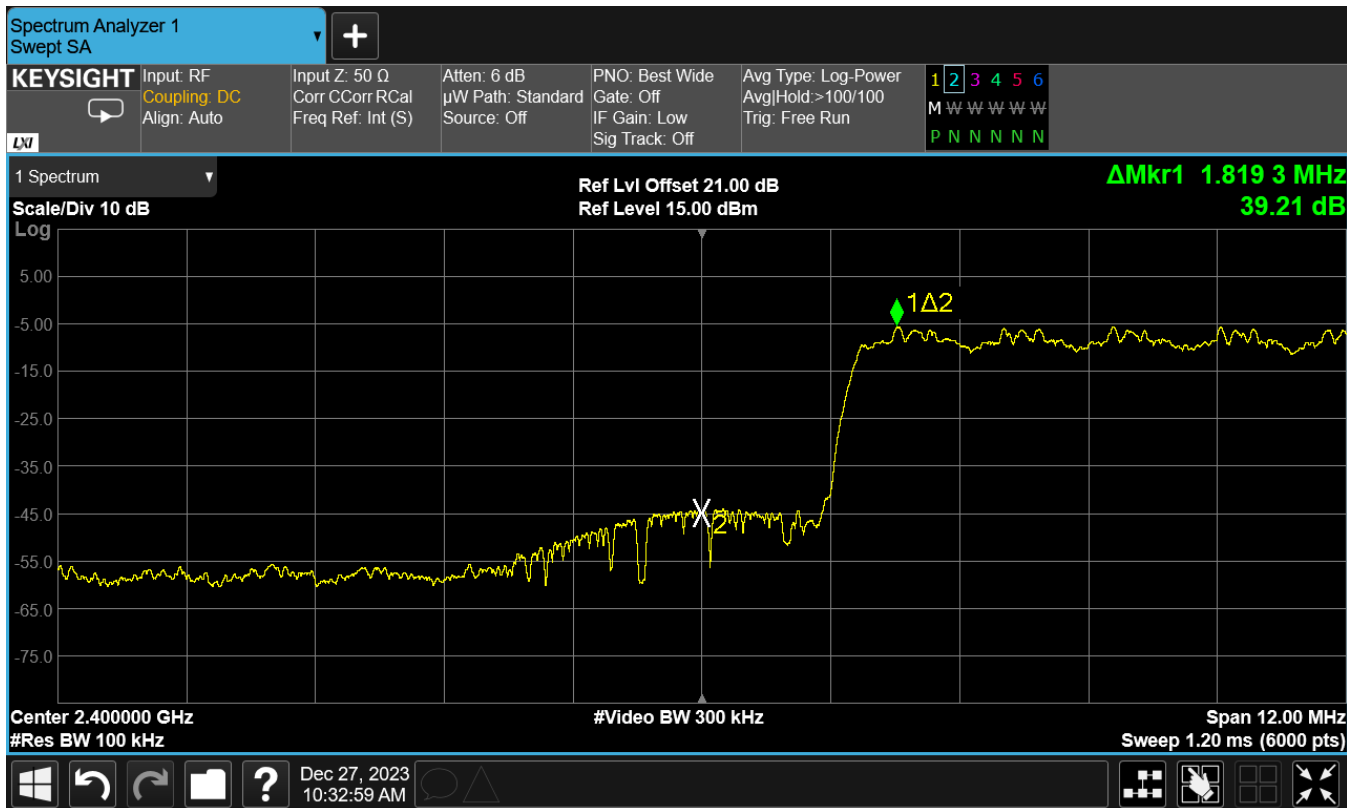 Spectrum Analyzer 1
Swept SA
KEYSIGHT
LXI
Input: RF
Coupling: DC
Align: Auto
Input Z: 50 Ω
Corr CCorr RCal
Freq Ref: Int (S)
Atten: 6 dB
µW Path: Standard
Source: Off
PNO: Best Wide
Gate: Off
IF Gain: Low
Sig Track: Off
Avg Type: Log-Power
Avg|Hold:>100/100
Trig: Free Run
1 2 3 4 5 6
M W W W W W
P N N N N N
1 Spectrum
Scale/Div 10 dB
Log
Ref Lvl Offset 21.00 dB
Ref Level 15.00 dBm
ΔMkr1 1.819 3 MHz
39.21 dB
5.00
-5.00
-15.0
-25.0
-35.0
-45.0
-55.0
-65.0
-75.0
1Δ2
2
Center 2.400000 GHz
#Res BW 100 kHz
#Video BW 300 kHz
Span 12.00 MHz
Sweep 1.20 ms (6000 pts)
?
Dec 27, 2023
10:32:59 AM